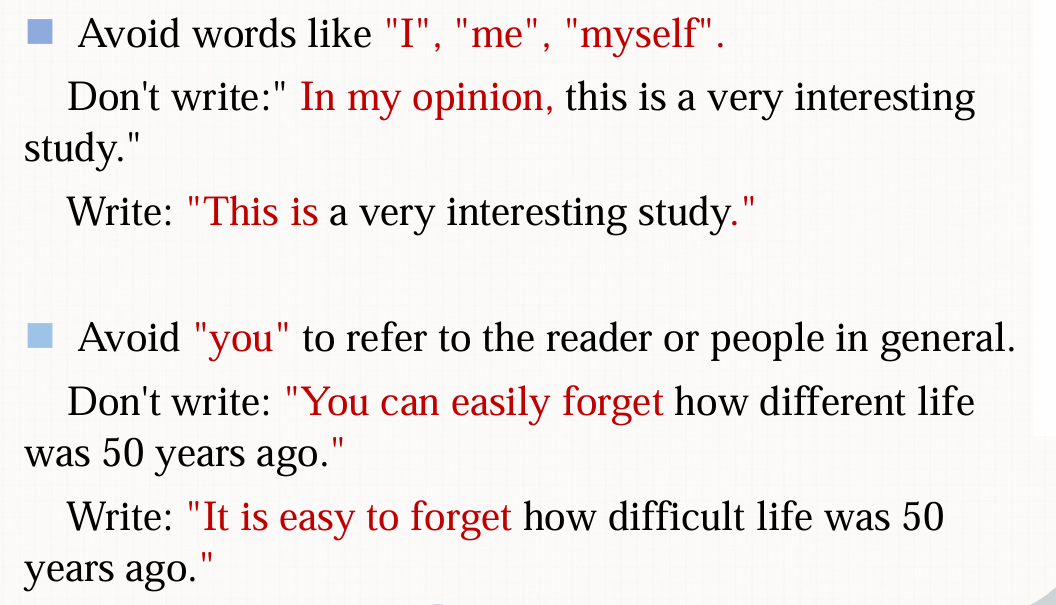 Avoid words like "I", "me", "myself".
Don't write:" In my opinion, this is a very interesting
study."
Write: "This is a very interesting study."
Avoid "you" to refer to the reader or people in general.
Don't write: "You can easily forget how different life
was 50 years ago."
Write: "It is easy to forget how difficult life was 50
years ago."